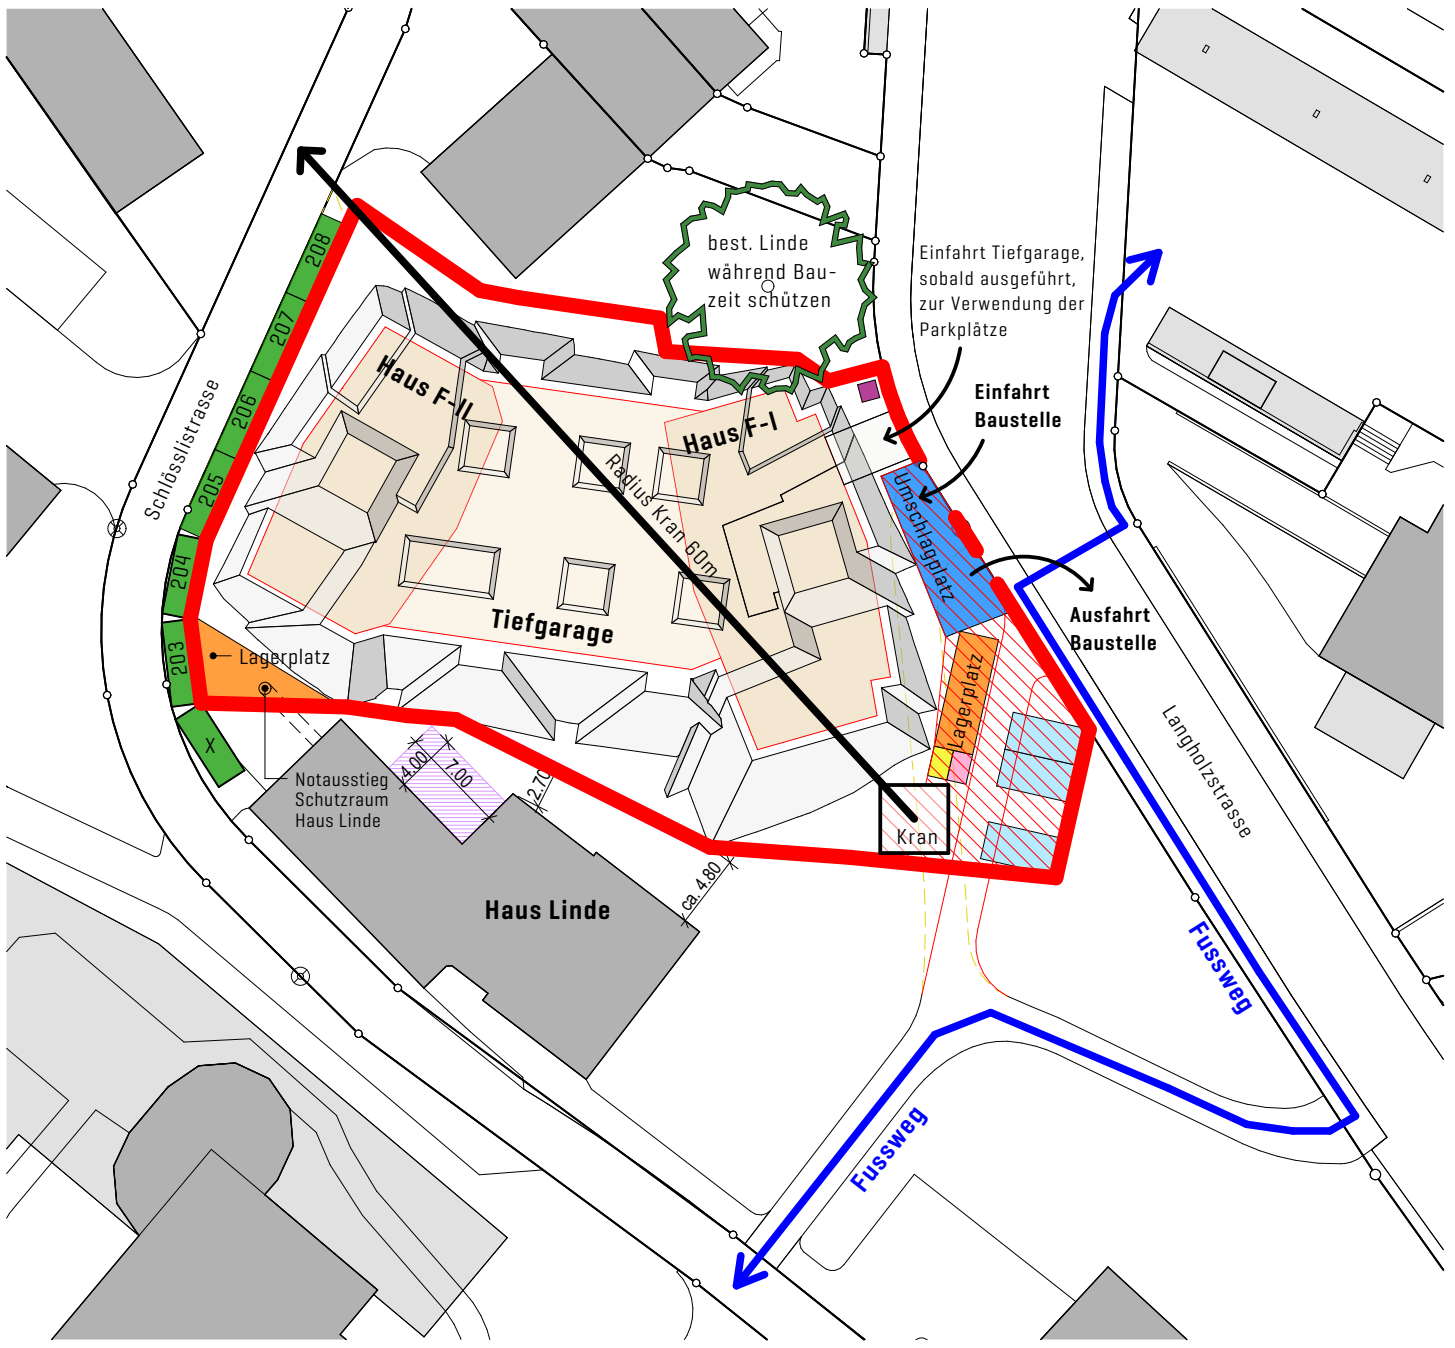 208
207
206
205
204
203
X
Schlösslistrasse
best. Linde
während Bau-
zeit schützen
Einfahrt Tiefgarage,
sobald ausgeführt,
zur Verwendung der
Parkplätze
Einfahrt
Baustelle
Haus F-II
Haus F-I
Radius Kran 60m
Umschlagplatz
Ausfahrt
Baustelle
Tiefgarage
Lagerplatz
Lagerplatz
Langholzstrasse
4.00
7.00
2.70
Notausstieg
Schutzraum
Haus Linde
Kran
ca. 4.80
Haus Linde
Fussweg
Fussweg